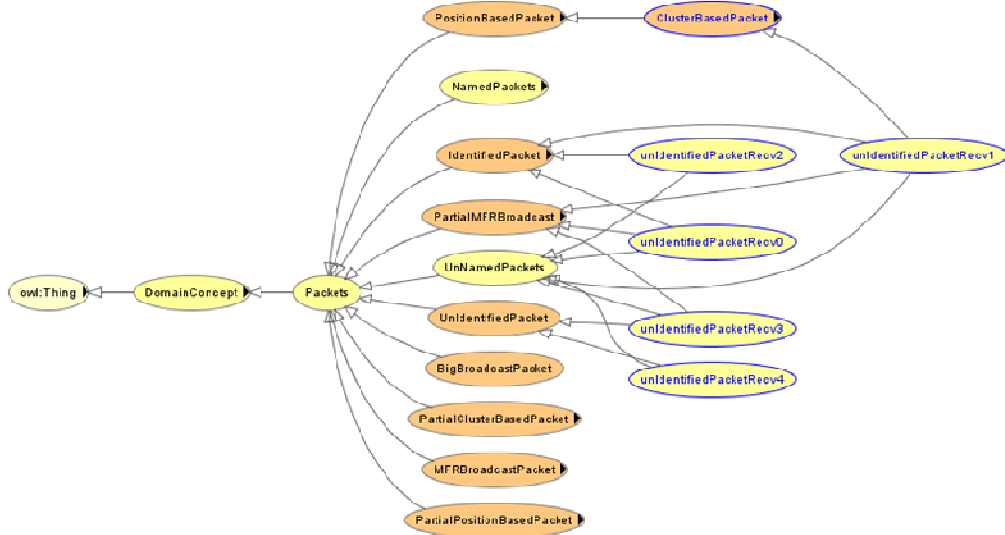 PositionBasedPacket
ClusterBasedPacket
NamedPackets
IdentifiedPacket
unIdentifiedPacketRecv2
unIdentifiedPacketRecv1
PartialMFRBroadcast
unIdentifiedPacketRecv0
UnNamedPackets
owl:Thing
DomainConcept
Packets
UnIdentifiedPacket
unIdentifiedPacketRecv3
BigBroadcastPacket
unIdentifiedPacketRecv4
PartialClusterBasedPacket
MFRBroadcastPacket
PartialPositionBasedPacket